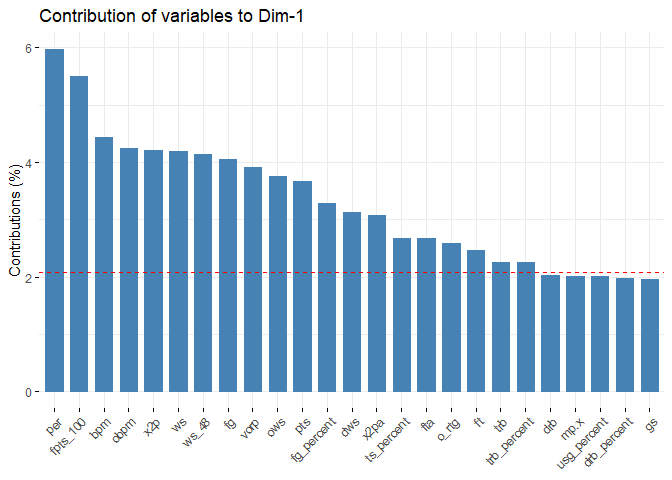 Contribution of variables to Dim-1
Contributions (%)
6
4
2
0
per
fpts_100
bpm
obpm
x2p
ws
ws_48
fg
vorp
ows
pts
fg_percent
dws
x2pa
ts_percent
fta
o_rtg
ft
trb
trb_percent
drb
mp.x
usg_percent
drb_percent
gs